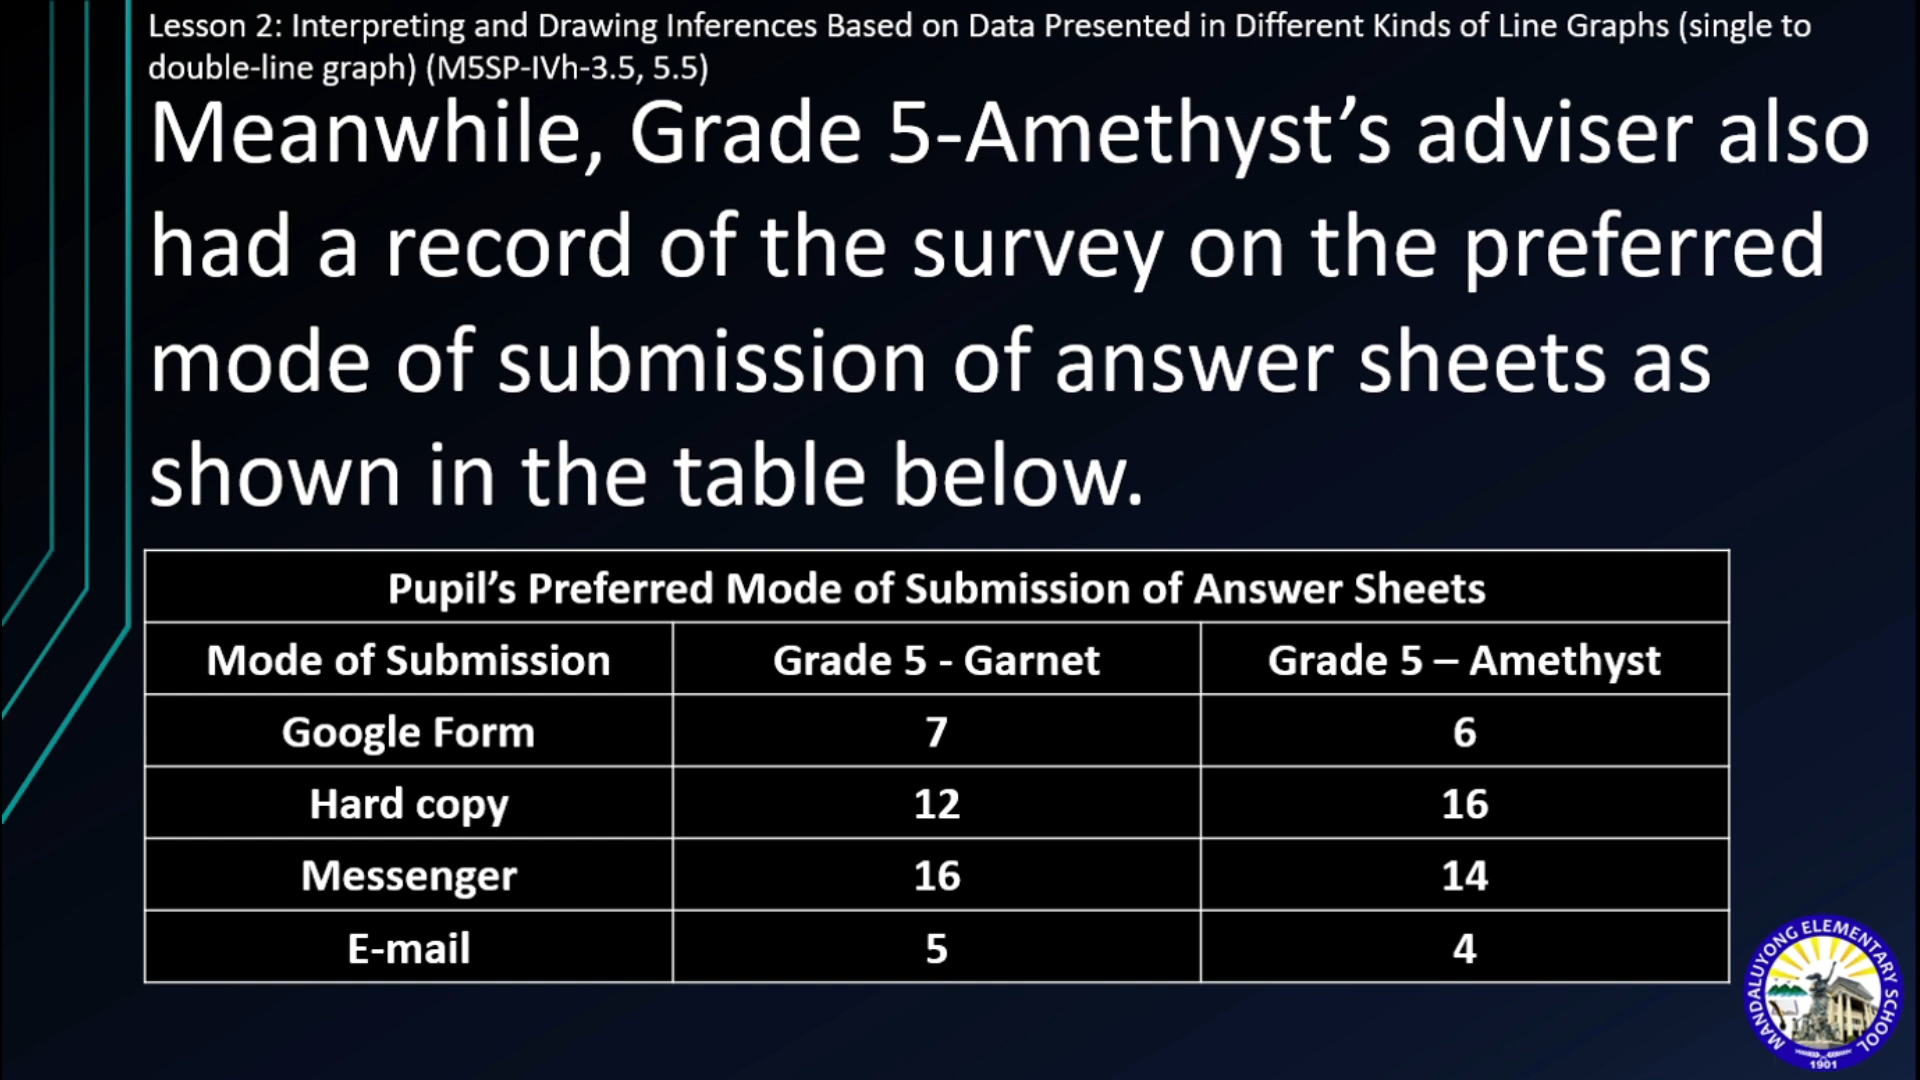 Lesson 2: Interpreting and Drawing Inferences Based on Data Presented in Different Kinds of Line Graphs (single to
double-line graph) (M5SP-IVh-3.5, 5.5)
Meanwhile, Grade 5-Amethyst’s adviser also
had a record of the survey on the preferred
mode of submission of answer sheets as
shown in the table below.
Pupil’s Preferred Mode of Submission of Answer Sheets
Mode of Submission Grade 5 - Garnet Grade 5 – Amethyst
Google Form 7 6
Hard copy 12 16
Messenger 16 14
E-mail 5 4
MANDALUYONG ELEMENTARY SCHOOL
1901